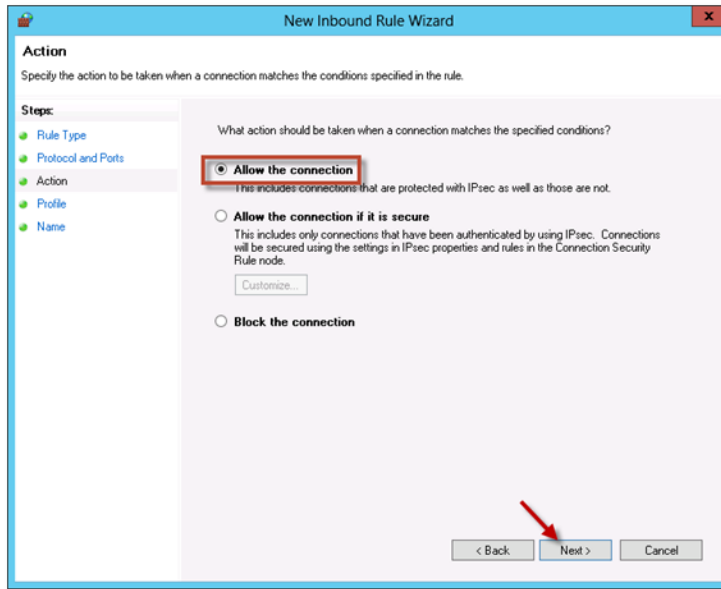 New Inbound Rule Wizard
x
Action
Specify the action to be taken when a connection matches the conditions specified in the rule.
Steps:
Rule Type
Protocol and Ports
Action
Profile
Name
What action should be taken when a connection matches the specified conditions?
Allow the connection
This includes connections that are protected with IPsec as well as those are not.
Allow the connection if it is secure
This includes only connections that have been authenticated by using IPsec. Connections
will be secured using the settings in IPsec properties and rules in the Connection Security
Rule node.
Customize...
Block the connection
< Back
Next >
Cancel